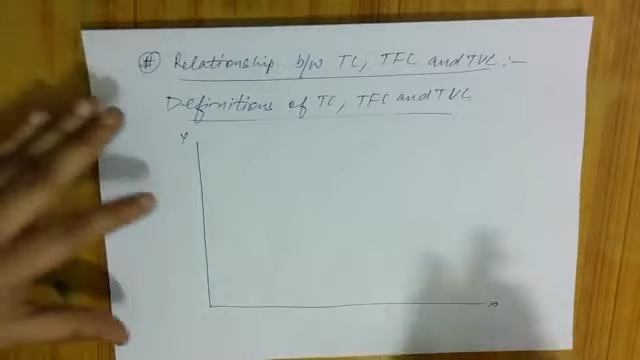 # Relationship b/w TC, TFC and TVC :-
Definitions of TC, TFC and TVC
Y
X